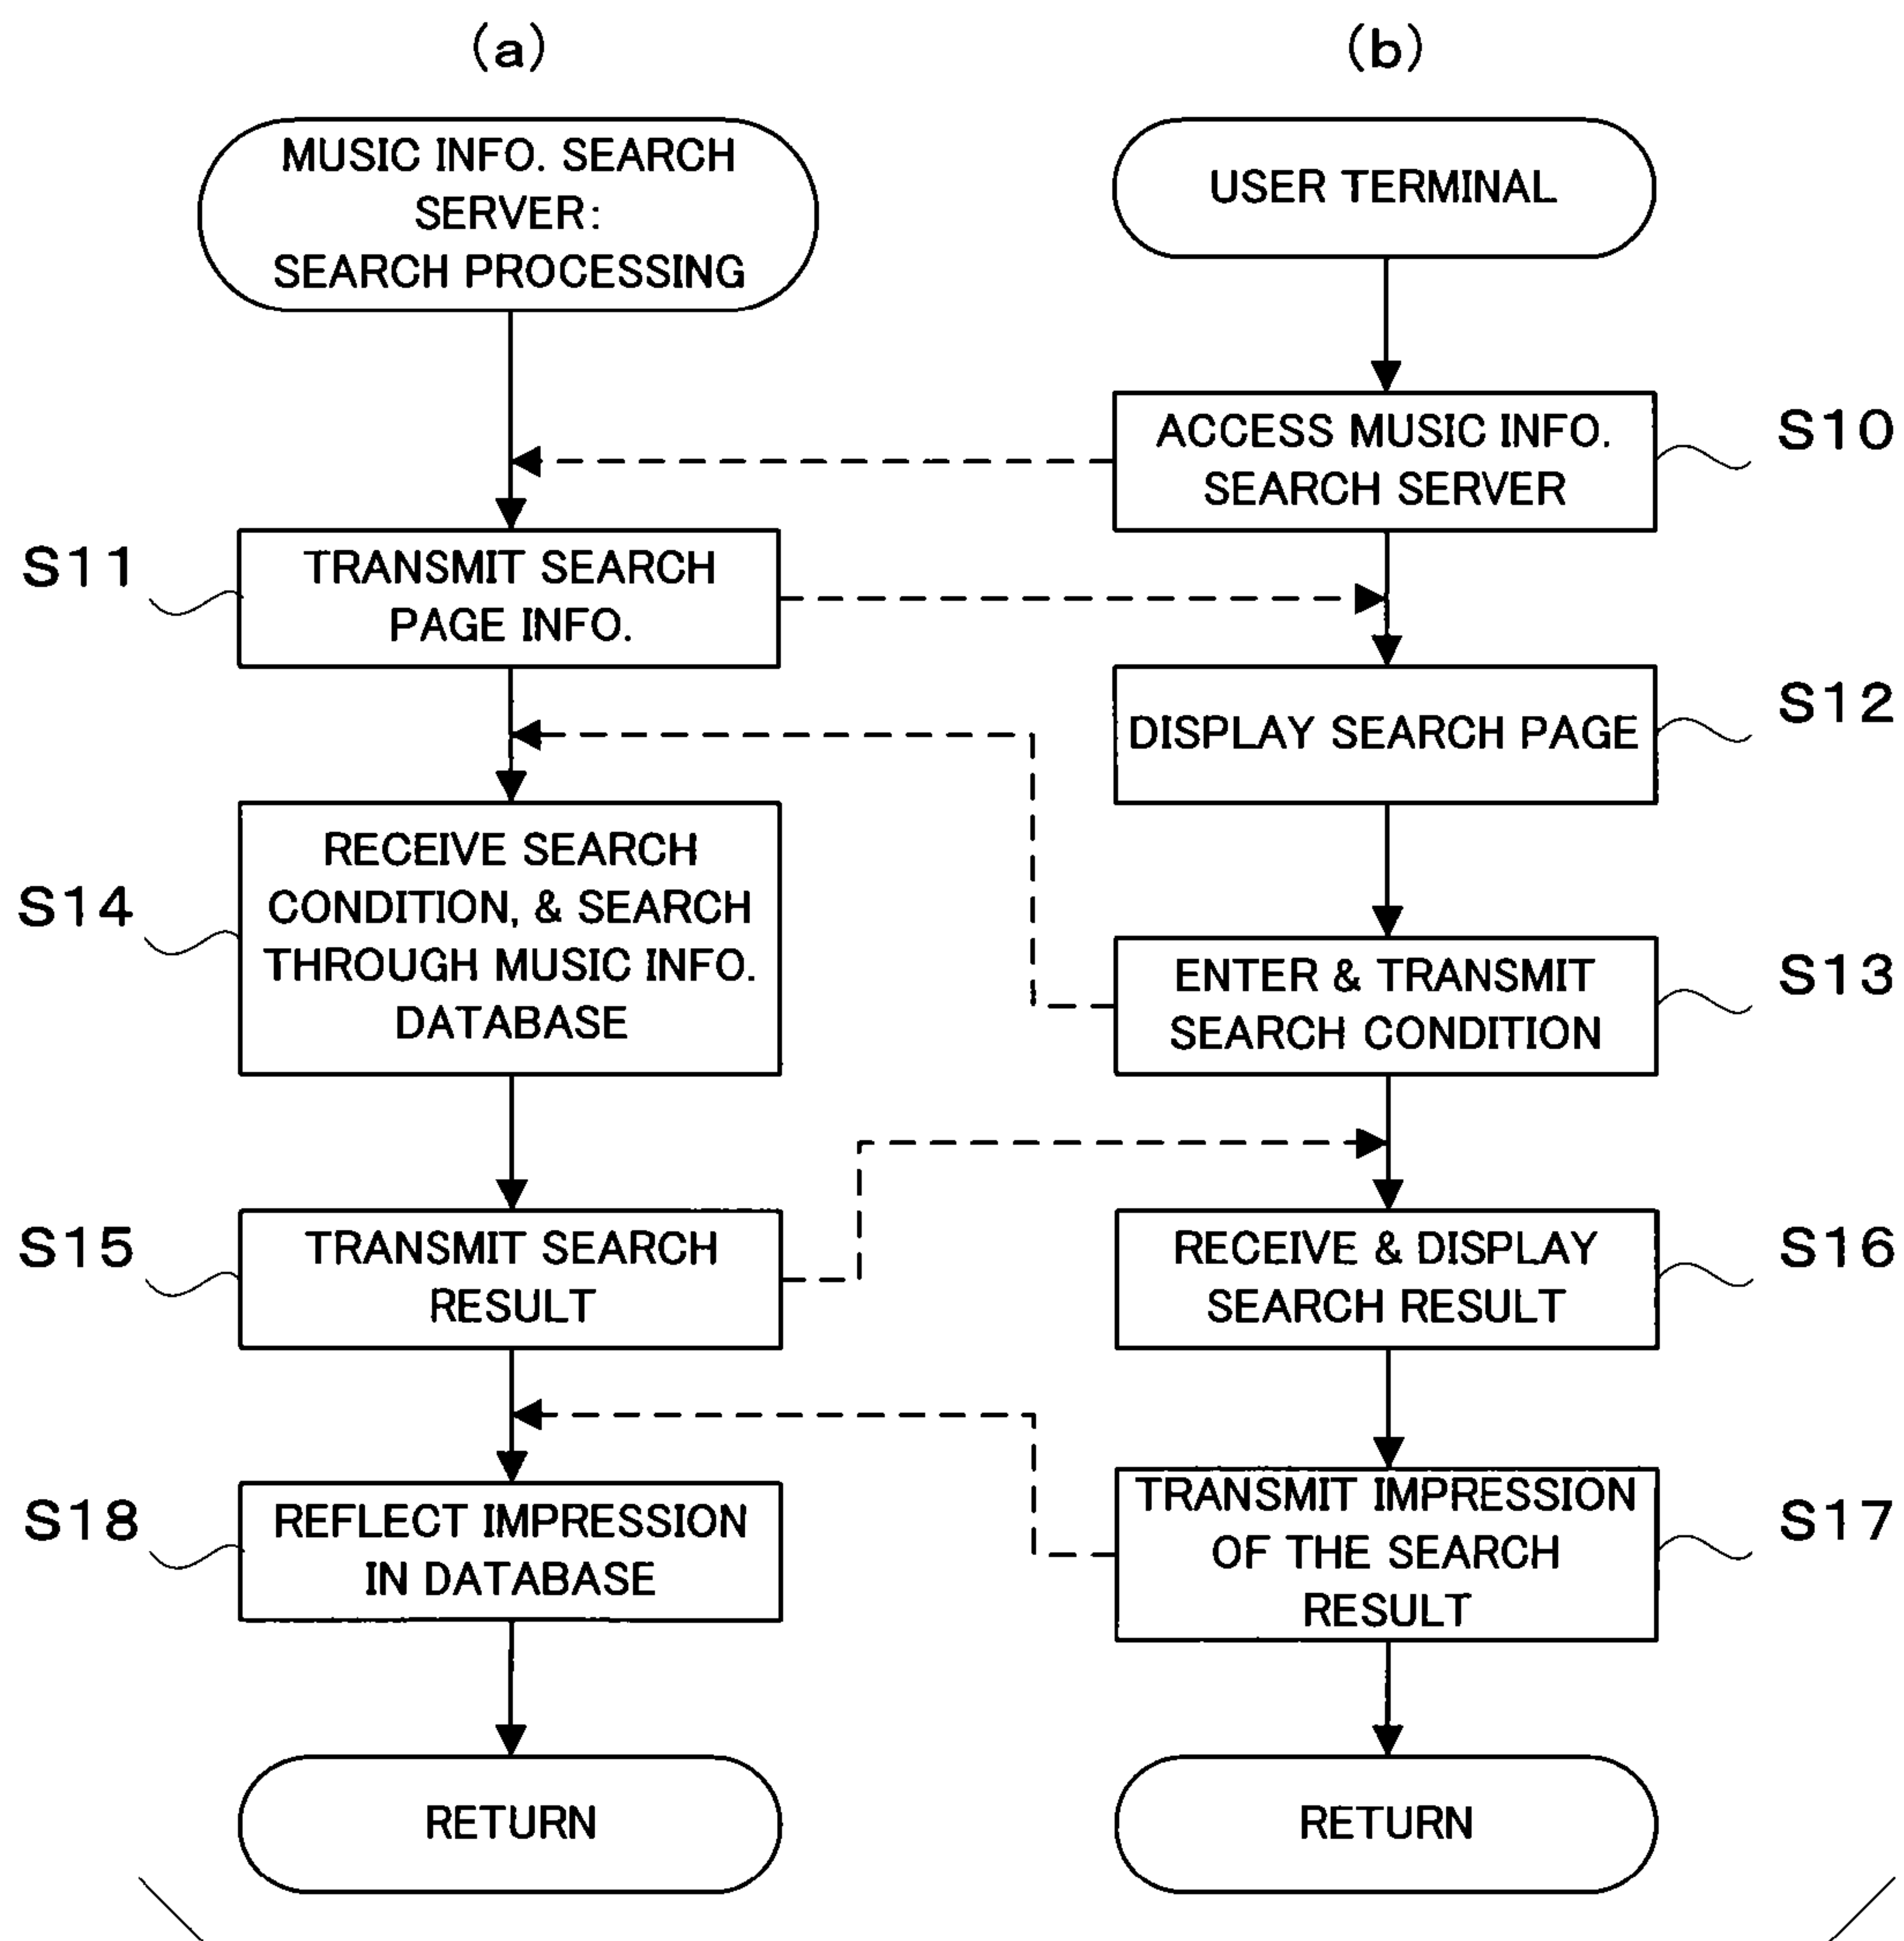 (a)
MUSIC INFO. SEARCH
SERVER:
SEARCH PROCESSING
S11
TRANSMIT SEARCH
PAGE INFO.
S14
RECEIVE SEARCH
CONDITION, & SEARCH
THROUGH MUSIC INFO.
DATABASE
S15
TRANSMIT SEARCH
RESULT
S18
REFLECT IMPRESSION
IN DATABASE
RETURN
(b)
USER TERMINAL
ACCESS MUSIC INFO.
SEARCH SERVER
S10
DISPLAY SEARCH PAGE
S12
ENTER & TRANSMIT
SEARCH CONDITION
S13
RECEIVE & DISPLAY
SEARCH RESULT
S16
TRANSMIT IMPRESSION
OF THE SEARCH
RESULT
S17
RETURN